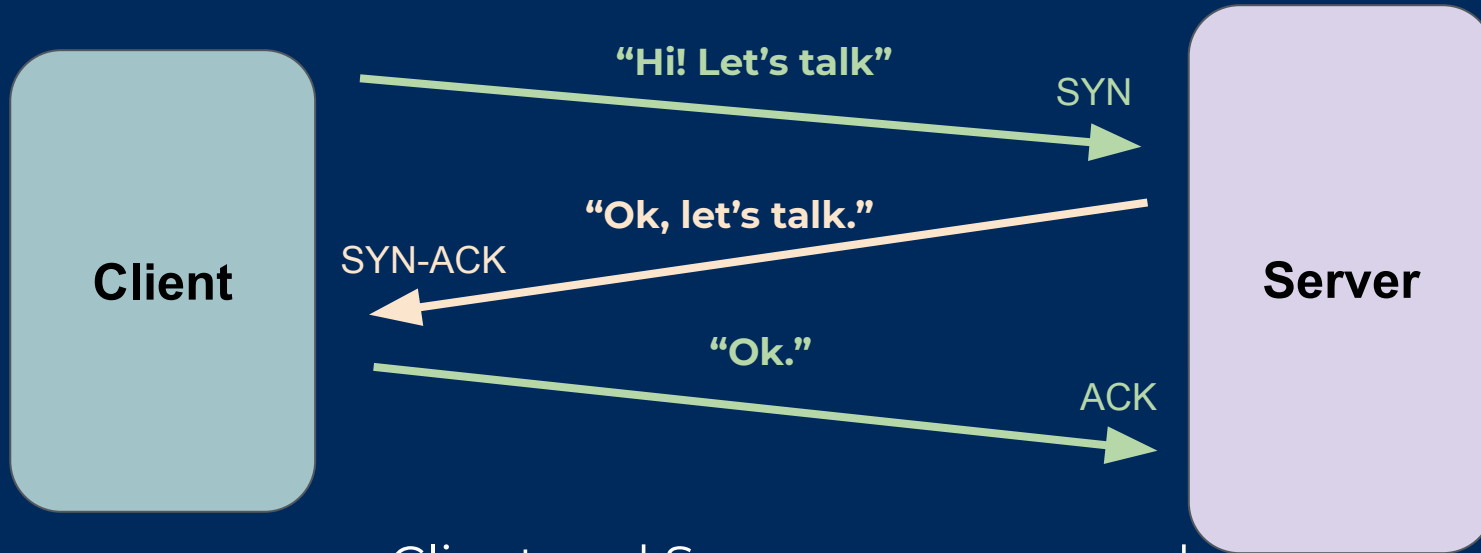 “Hi! Let’s talk”
SYN
“Ok, let’s talk.”
SYN-ACK
Client
Server
“Ok.”
ACK